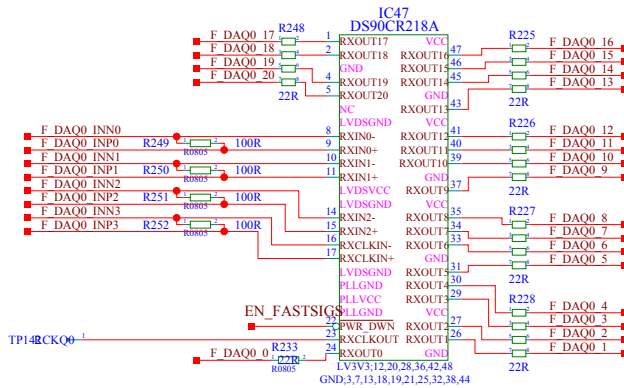 IC47
DS90CR218A
F_DAQ0_17 R248 1 RXOUT17 VCC R225 F_DAQ0_16
F_DAQ0_18 2 RXOUT18 RXOUT16 47 F_DAQ0_15
F_DAQ0_19 GND RXOUT15 46 F_DAQ0_14
F_DAQ0_20 4 RXOUT19 RXOUT14 45 F_DAQ0_13
22R 5 RXOUT20 GND
NC RXOUT13 43 22R
LVDSGND VCC R226
F_DAQ0_INN0 8 RXIN0- RXOUT12 41 F_DAQ0_12
F_DAQ0_INP0 R249 R0805 100R 9 RXIN0+ RXOUT11 40 F_DAQ0_11
F_DAQ0_INN1 10 RXIN1- RXOUT10 39 F_DAQ0_10
F_DAQ0_INP1 R250 R0805 100R 11 RXIN1+ GND F_DAQ0_9
F_DAQ0_INN2 LVDSVCC RXOUT9 37 22R
F_DAQ0_INP2 R251 R0805 100R LVDSGND VCC
F_DAQ0_INN3 14 RXIN2- RXOUT8 35 R227 F_DAQ0_8
F_DAQ0_INP3 R252 R0805 100R 15 RXIN2+ RXOUT7 34 F_DAQ0_7
16 RXCLKIN- RXOUT6 33 F_DAQ0_6
17 RXCLKIN+ GND F_DAQ0_5
LVDSGND RXOUT5 31 22R
PLLGND RXOUT4 30
PLLVCC RXOUT3 29 R228
EN_FASTSIGS PLLGND VCC F_DAQ0_4
22 PWR_DWN RXOUT2 27 F_DAQ0_3
TP142 RCKQ0 1 23 RXCLKOUT RXOUT1 26 F_DAQ0_2
F_DAQ0_0 R233 22R R0805 24 RXOUT0 GND F_DAQ0_1
22R
LV3V3;12,20,28,36,42,48
GND;3,7,13,18,19,21,25,32,38,44